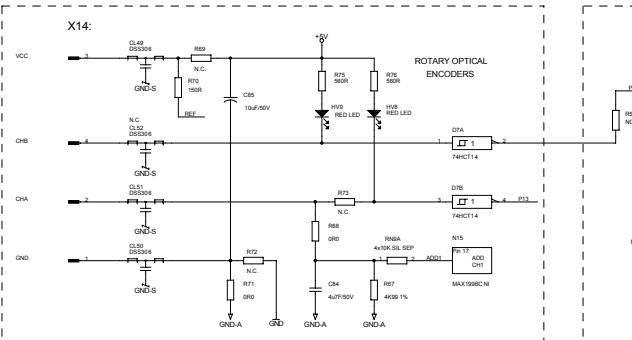 X14:
+5V
CL49
DSS306
R69
N.C.
VCC
3
GND-S
R70
150R
REF
C85
10uF/50V
R75
560R
R76
560R
ROTARY OPTICAL
ENCODERS
HV9
RED LED
HV8
RED LED
N.C.
CL52
DSS306
CHB
4
GND-S
D7A
1
1
2
74HCT14
CL51
DSS306
CHA
2
GND-S
R73
N.C.
D7B
3
1
4
P13
74HCT14
R68
0R0
CL50
DSS306
GND
1
GND-S
R72
N.C.
R71
0R0
GND-A
GND
RN9A
4x10K SIL SEP
1
2
ADD1
N15
Pin 17
ADD
CH1
MAX199BC NI
C84
4u7F/50V
GND-A
R67
4K99 1%
GND-A